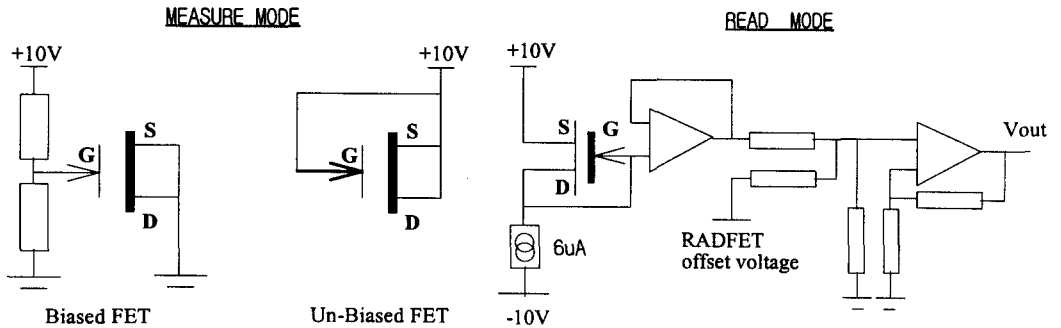 MEASURE MODE
READ MODE
+10V
G
S
D
Biased FET
+10V
G
S
D
Un-Biased FET
+10V
S
G
D
6uA
-10V
RADFET
offset voltage
Vout